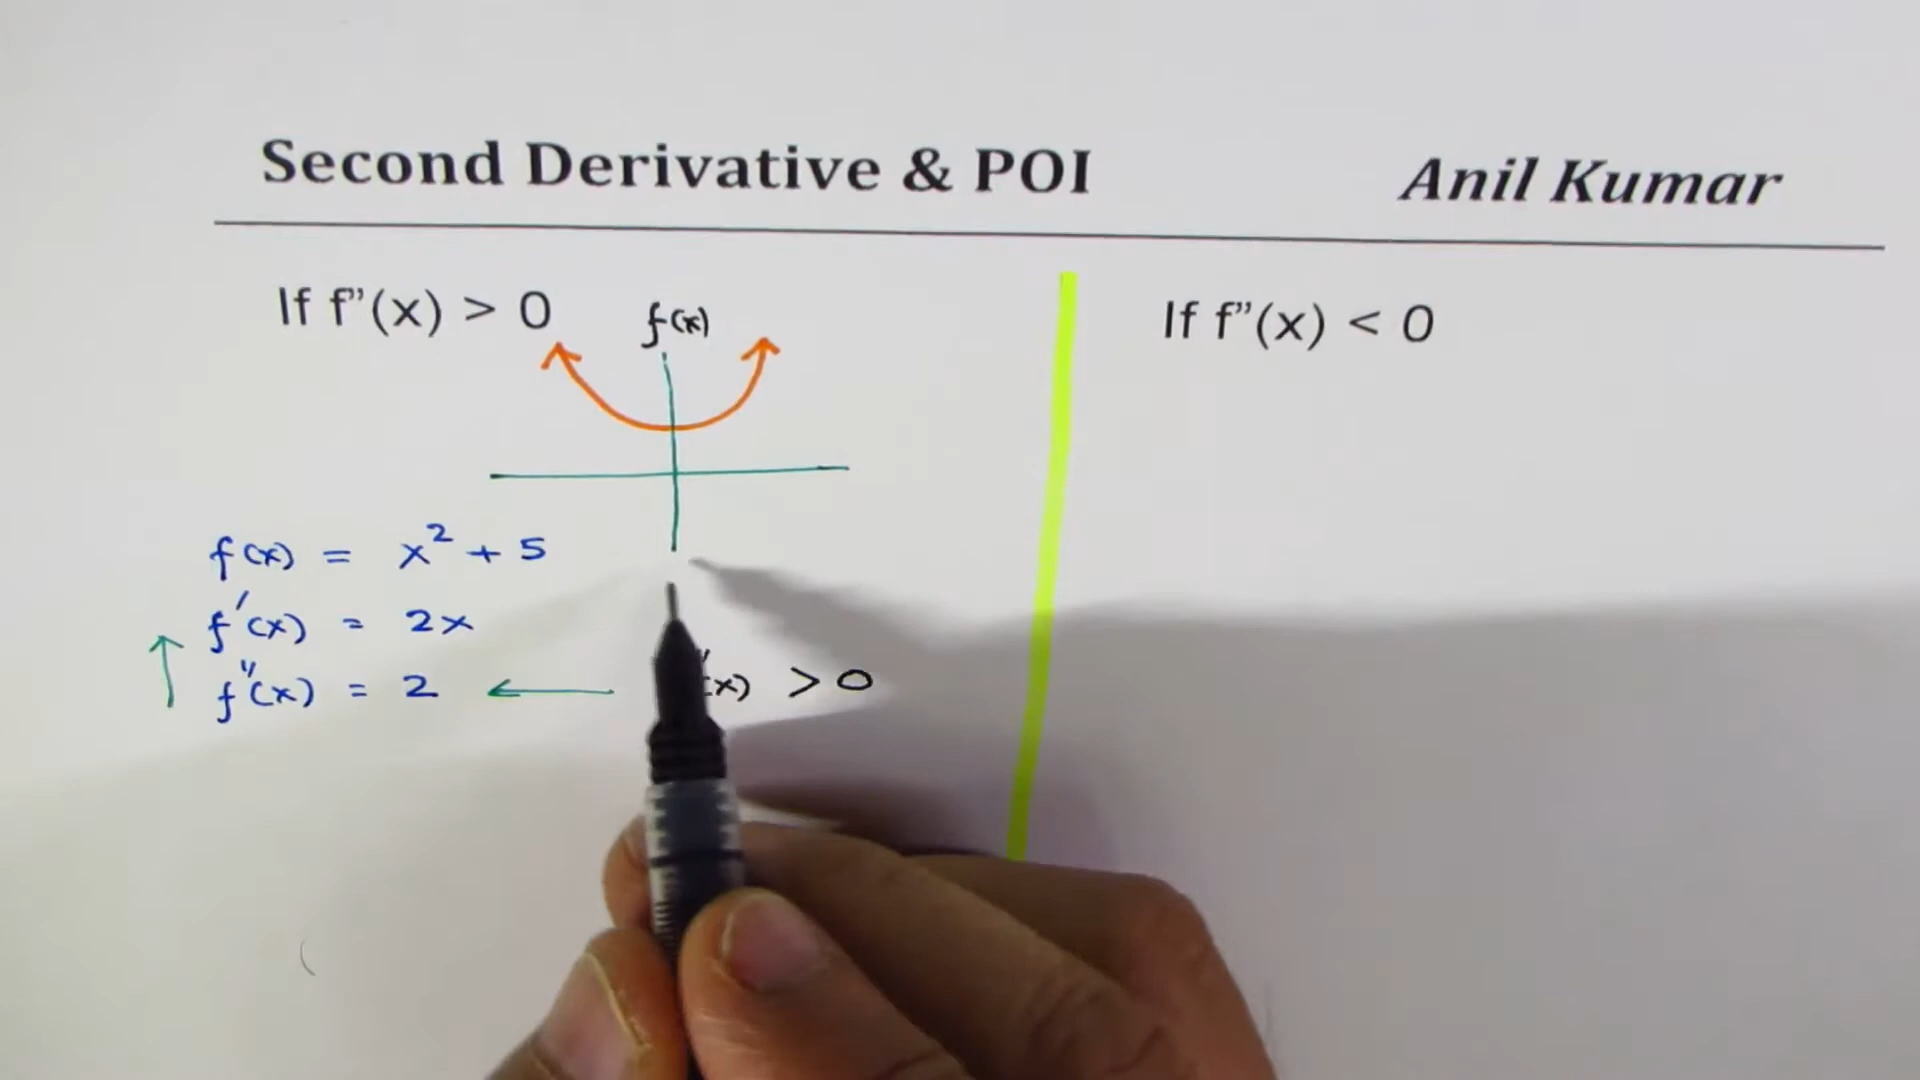 Second Derivative & POI Anil Kumar
If f”(x) > 0
f(x)
If f”(x) < 0
f(x) = x² + 5
f'(x) = 2x
f"(x) = 2
(x) > 0